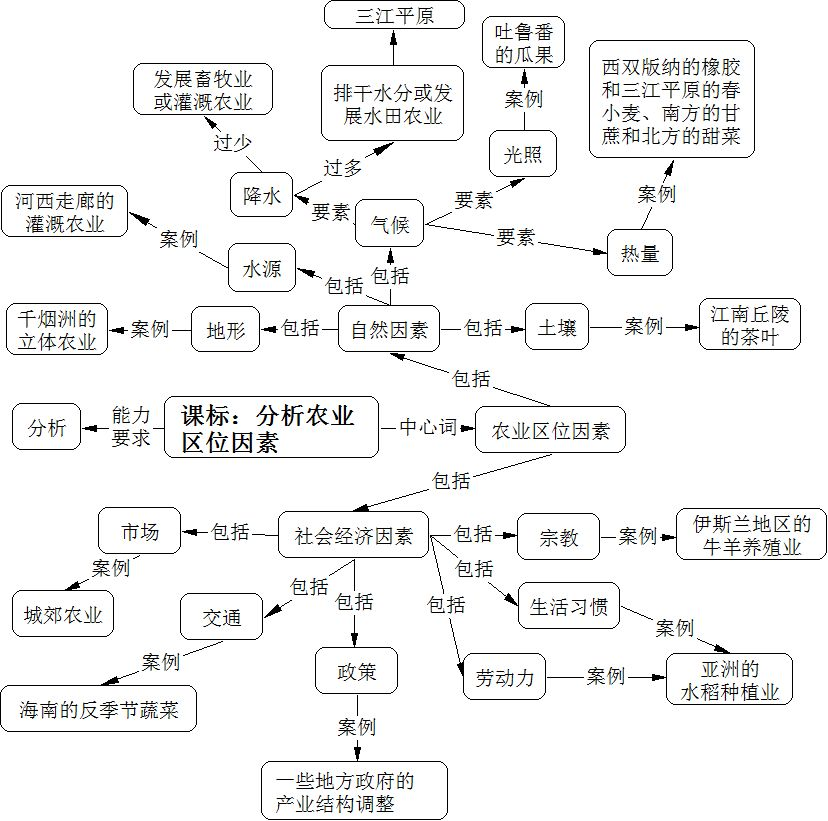 三江平原
吐鲁番
的瓜果
西双版纳的橡胶
和三江平原的春
小麦、南方的甘
蔗和北方的甜菜
发展畜牧业
或灌溉农业
排干水分或发
展水田农业
案例
过少
过多
光照
降水
要素
气候
要素
案例
要素
热量
河西走廊的
灌溉农业
案例
水源
包括
包括
千烟洲的
立体农业
案例
地形
包括
自然因素
包括
土壤
案例
江南丘陵
的茶叶
包括
分析
能力
要求
课标：分析农业
区位因素
中心词
农业区位因素
包括
市场
包括
社会经济因素
包括
宗教
案例
伊斯兰地区的
牛羊养殖业
案例
城郊农业
交通
包括
包括
包括
包括
生活习惯
案例
案例
海南的反季节蔬菜
政策
劳动力
案例
亚洲的
水稻种植业
案例
一些地方政府的
产业结构调整